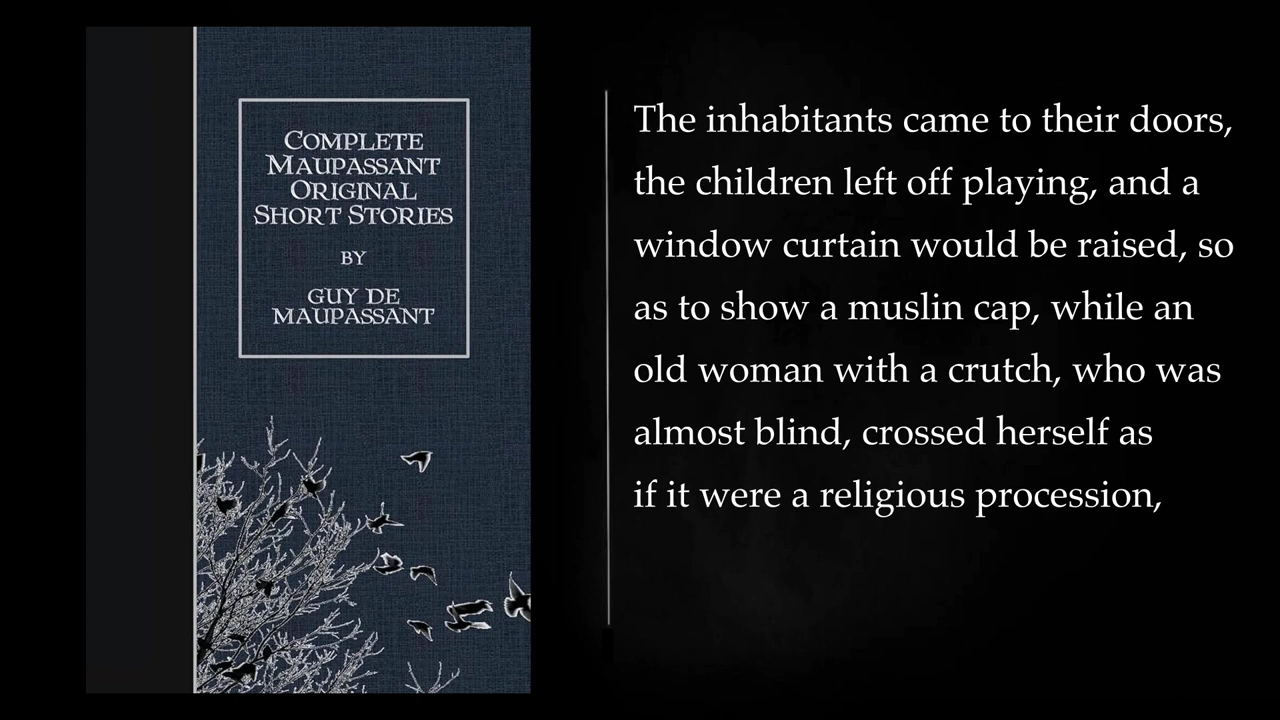 COMPLETE
MAUPASSANT
ORIGINAL
SHORT STORIES
BY
GUY DE
MAUPASSANT
The inhabitants came to their doors,
the children left off playing, and a
window curtain would be raised, so
as to show a muslin cap, while an
old woman with a crutch, who was
almost blind, crossed herself as
if it were a religious procession,